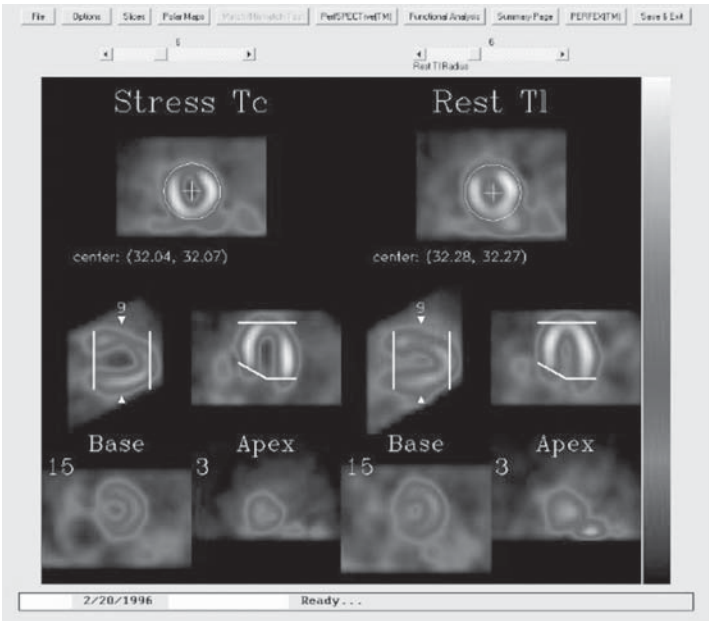 File Options Slices Polar Maps PerfSPECTive(TM) Functional Analysis Summary Page PERFEX(TM) Save & Exit
6 6
Rest Tl Radius
Stress Tc Rest Tl
center: (32.04, 32.07) center: (32.28, 32.27)
9 9
Base Apex Base Apex
15 3 15 3
2/20/1996 Ready...